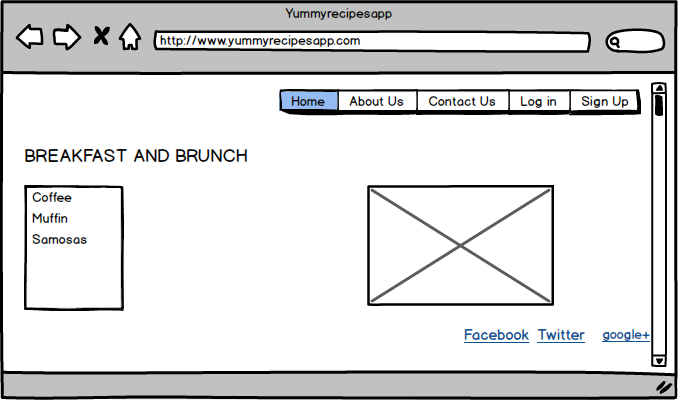 Yummyrecipesapp
http://www.yummyrecipesapp.com
Home About Us Contact Us Log in Sign Up
BREAKFAST AND BRUNCH
Coffee
Muffin
Samosas
Facebook Twitter google+